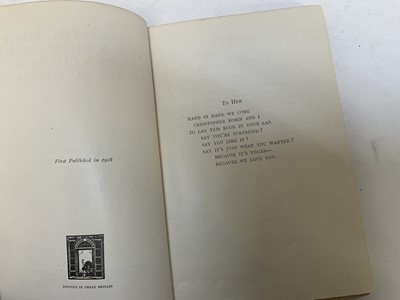 First Published in 1926
PRINTED IN GREAT BRITAIN
TO HER
HAND IN HAND WE COME
CHRISTOPHER ROBIN AND I
TO LAY THIS BOOK IN YOUR LAP.
SAY YOU'RE SURPRISED?
SAY YOU LIKE IT?
SAY IT'S JUST WHAT YOU WANTED?
BECAUSE IT'S YOURS—
BECAUSE WE LOVE YOU.